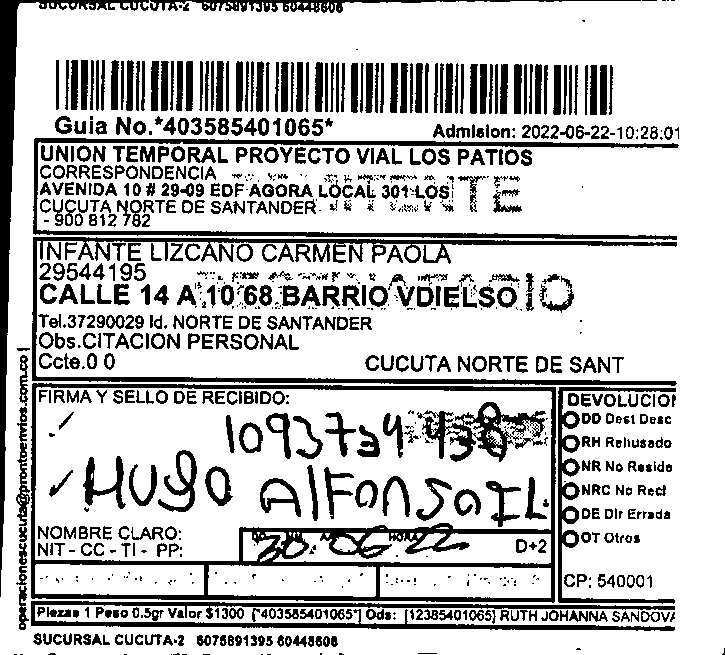 SUCURSAL CUCUTA-2 6075891395 60448606
Guia No.*403585401065*
Admision: 2022-06-22-10:28:01
UNION TEMPORAL PROYECTO VIAL LOS PATIOS
CORRESPONDENCIA
AVENIDA 10 # 29-09 EDF AGORA LOCAL 301 LOS
CUCUTA NORTE DE SANTANDER
- 900 812 782
INFANTE LIZCANO CARMEN PAOLA
29544195
CALLE 14 A 10 68 BARRIO VDIELSO
Tel.37290029 Id. NORTE DE SANTANDER
Obs.CITACION PERSONAL
Ccte.0 0
CUCUTA NORTE DE SANT
FIRMA Y SELLO DE RECIBIDO:
1093734 438
HUGO AlFonso IL
NOMBRE CLARO:
NIT - CC - TI - PP:
30. 06 22
D+2
DEVOLUCION
DD Dest Desc
RH Rehusado
NR No Reside
NRC No Recl
DE Dir Errada
OT Otros
CP: 540001
operacionescucuta@prontoenvios.com.co
Piezas 1 Peso 0.5gr Valor $1300 [*403585401065*] Ods: [12385401065] RUTH JOHANNA SANDOVA
SUCURSAL CUCUTA-2 6075891395 60448606